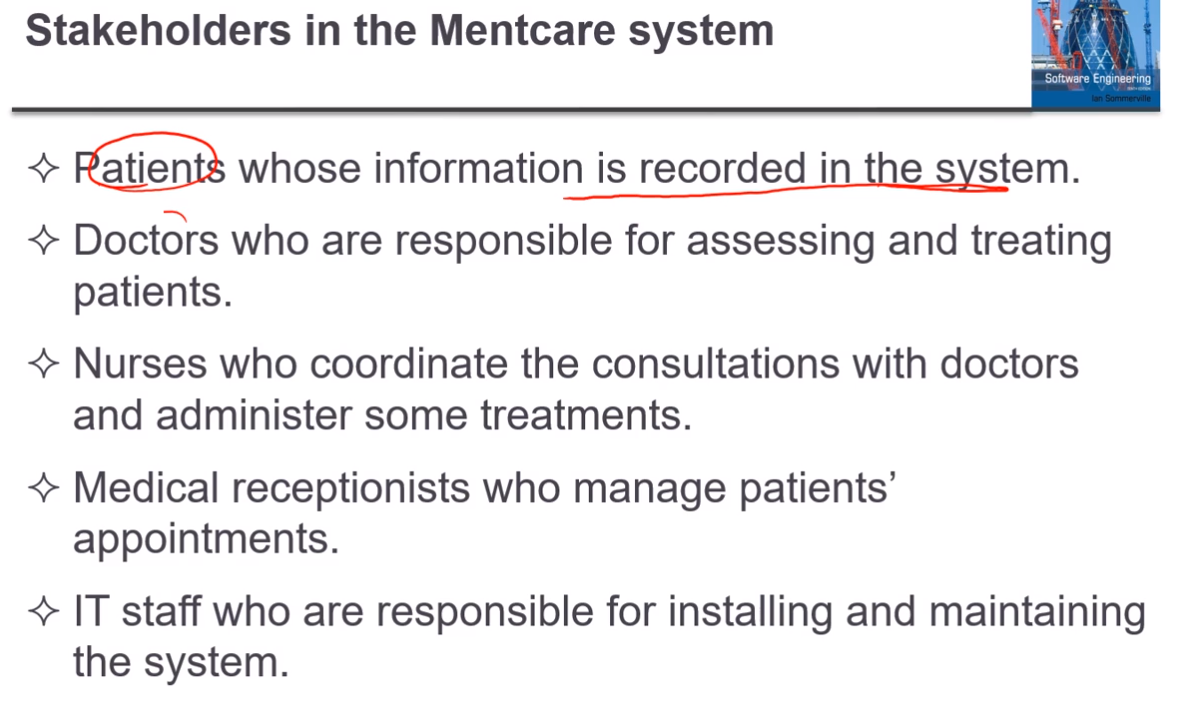 Stakeholders in the Mentcare system
Software Engineering
Ian Sommerville
✧ Patients whose information is recorded in the system.
✧ Doctors who are responsible for assessing and treating
patients.
✧ Nurses who coordinate the consultations with doctors
and administer some treatments.
✧ Medical receptionists who manage patients’
appointments.
✧ IT staff who are responsible for installing and maintaining
the system.